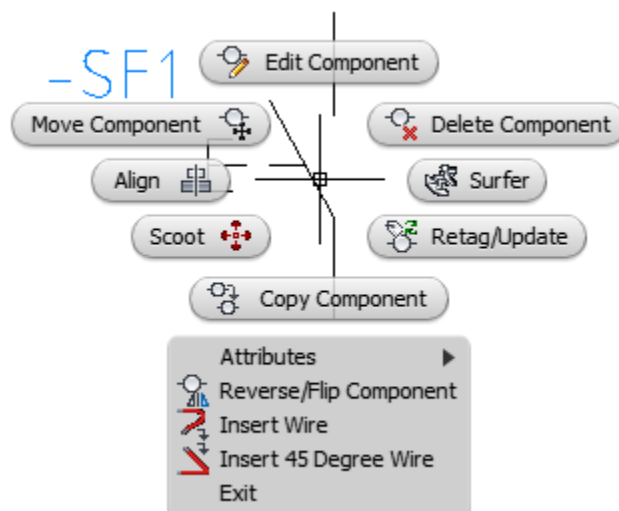 -SF1
Edit Component
Move Component
Delete Component
Align
Surfer
Scoot
Retag/Update
Copy Component
Attributes
Reverse/Flip Component
Insert Wire
Insert 45 Degree Wire
Exit